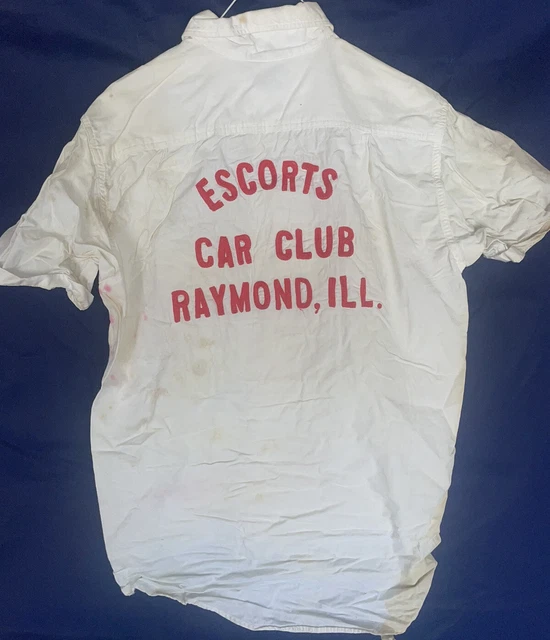 ESCORTS
CAR CLUB
RAYMOND, ILL.